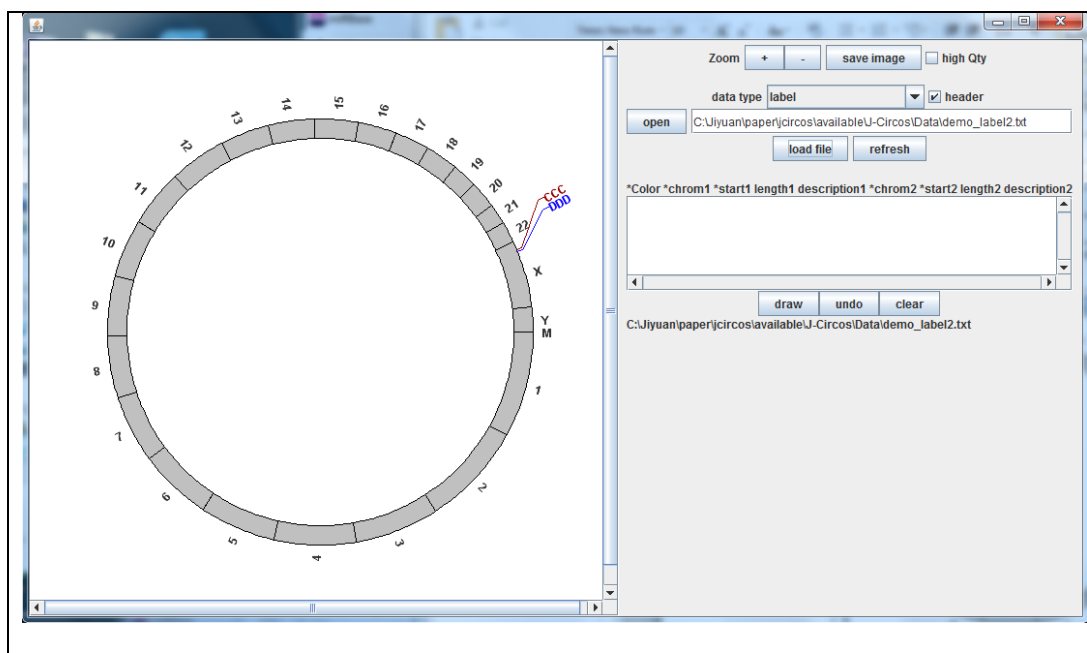 Zoom + - save image high Qty
data type label header
open C:\Jiyuan\paper\jcircos\available\J-Circos\Data\demo_label2.txt
load file refresh
*Color *chrom1 *start1 length1 description1 *chrom2 *start2 length2 description2
draw undo clear
C:\Jiyuan\paper\jcircos\available\J-Circos\Data\demo_label2.txt
15
14
16
13
17
12
18
19
11
20
CCC
DDD
21
22
10
X
9
Y
M
8
1
7
2
6
5
3
4